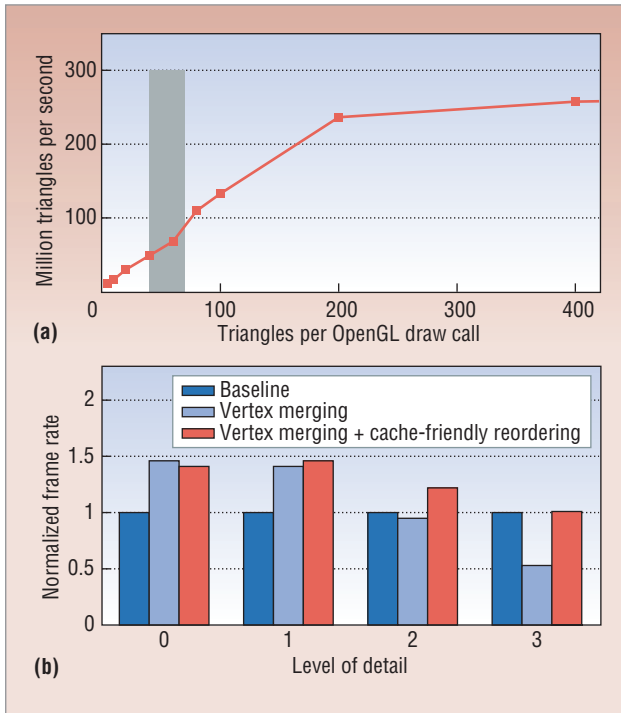 300
200
100
Million triangles per second
0
100
200
300
400
(a)
Triangles per OpenGL draw call
Baseline
Vertex merging
Vertex merging + cache-friendly reordering
2
1.5
1
0.5
0
Normalized frame rate
0
1
2
3
(b)
Level of detail